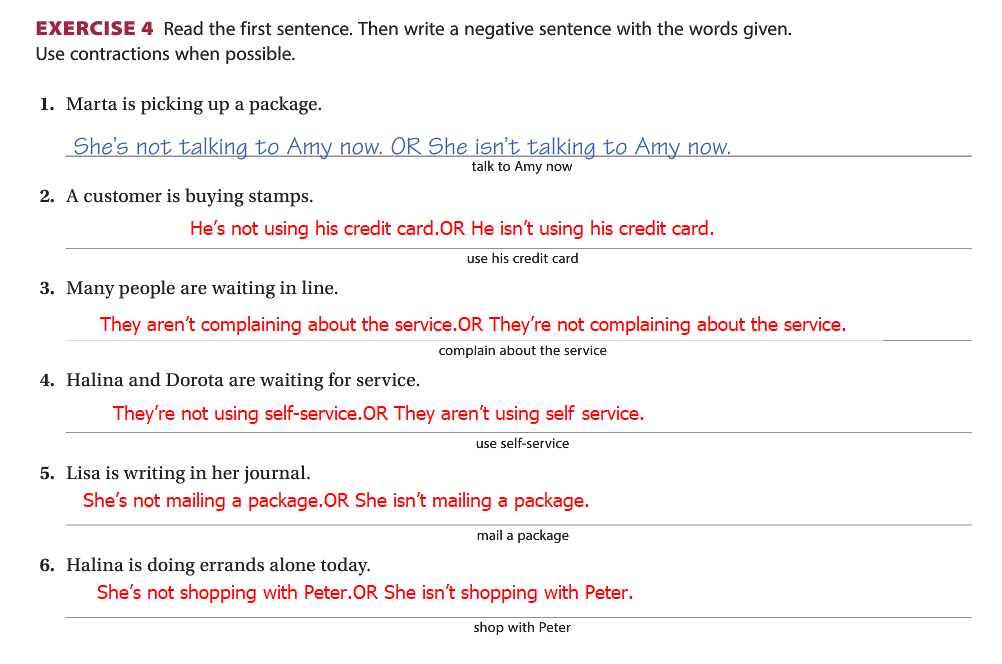 EXERCISE 4 Read the first sentence. Then write a negative sentence with the words given.
Use contractions when possible.
1. Marta is picking up a package.
She's not talking to Amy now. OR She isn't talking to Amy now.
talk to Amy now
2. A customer is buying stamps.
He's not using his credit card.OR He isn't using his credit card.
use his credit card
3. Many people are waiting in line.
They aren't complaining about the service.OR They're not complaining about the service.
complain about the service
4. Halina and Dorota are waiting for service.
They're not using self-service.OR They aren't using self service.
use self-service
5. Lisa is writing in her journal.
She's not mailing a package.OR She isn't mailing a package.
mail a package
6. Halina is doing errands alone today.
She's not shopping with Peter.OR She isn't shopping with Peter.
shop with Peter